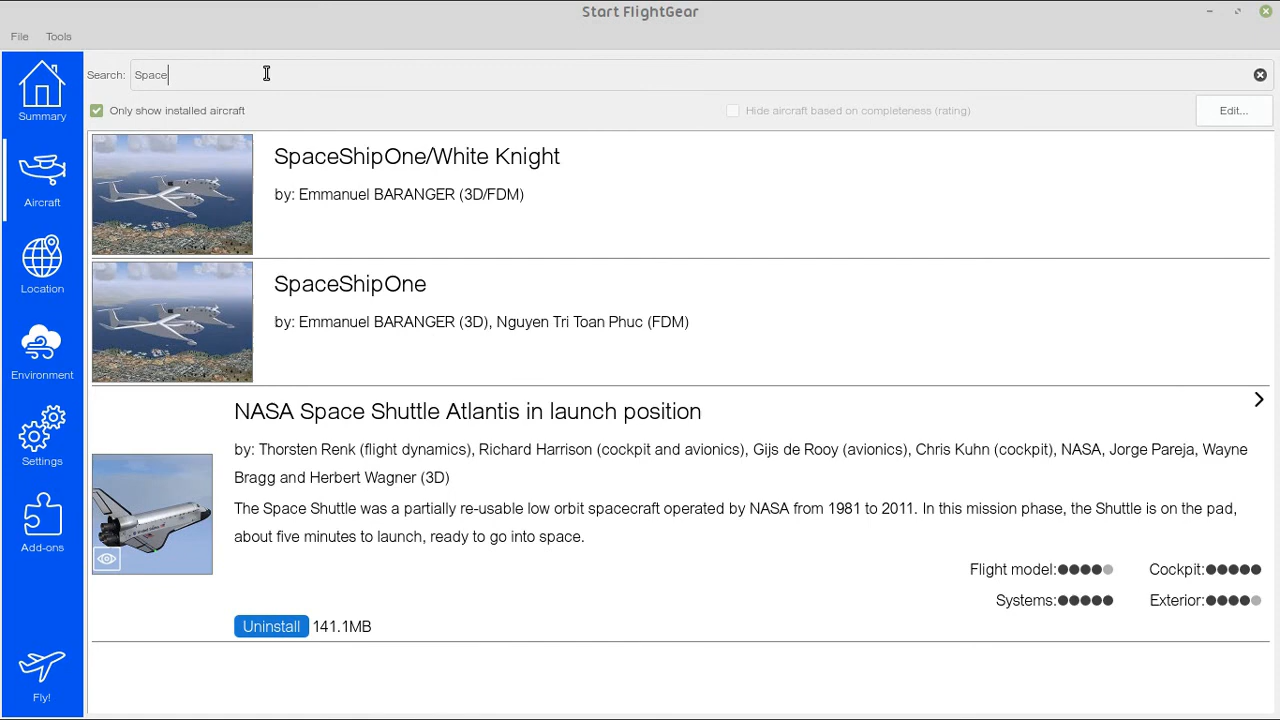 Start FlightGear
File Tools
Search: Space
Only show installed aircraft
Hide aircraft based on completeness (rating)
Edit...
Summary
Aircraft
Location
Environment
Settings
Add-ons
Fly!
SpaceShipOne/White Knight
by: Emmanuel BARANGER (3D/FDM)
SpaceShipOne
by: Emmanuel BARANGER (3D), Nguyen Tri Toan Phuc (FDM)
NASA Space Shuttle Atlantis in launch position
by: Thorsten Renk (flight dynamics), Richard Harrison (cockpit and avionics), Gijs de Rooy (avionics), Chris Kuhn (cockpit), NASA, Jorge Pareja, Wayne
Bragg and Herbert Wagner (3D)
The Space Shuttle was a partially re-usable low orbit spacecraft operated by NASA from 1981 to 2011. In this mission phase, the Shuttle is on the pad,
about five minutes to launch, ready to go into space.
Flight model: Cockpit:
Systems: Exterior:
Uninstall 141.1MB